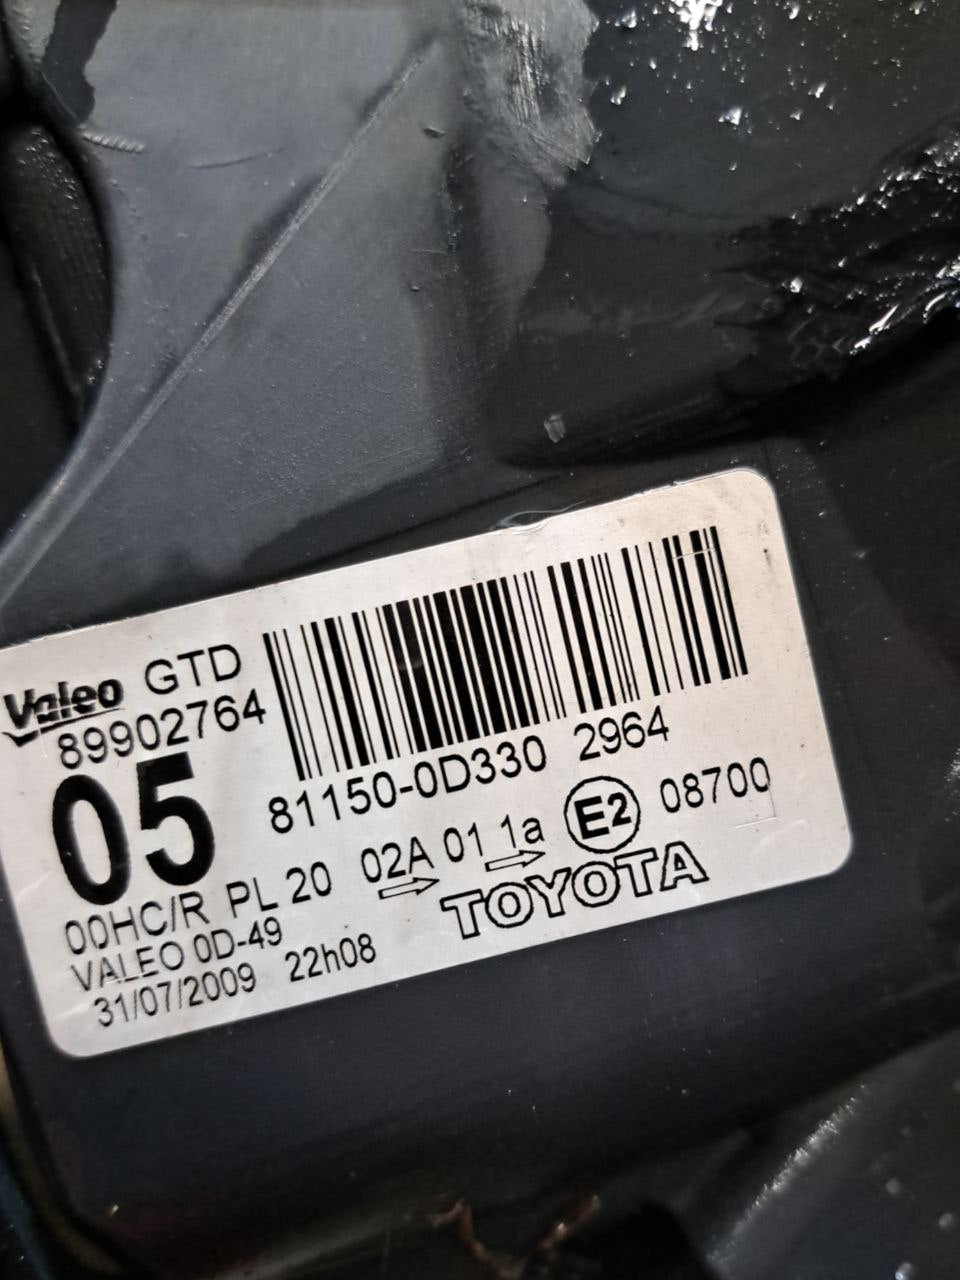 Valeo GTD
89902764
05
81150-0D330 2964
00HC/R PL 20 02A 01 1a E2 08700
VALEO 0D-49
TOYOTA
31/07/2009 22h08